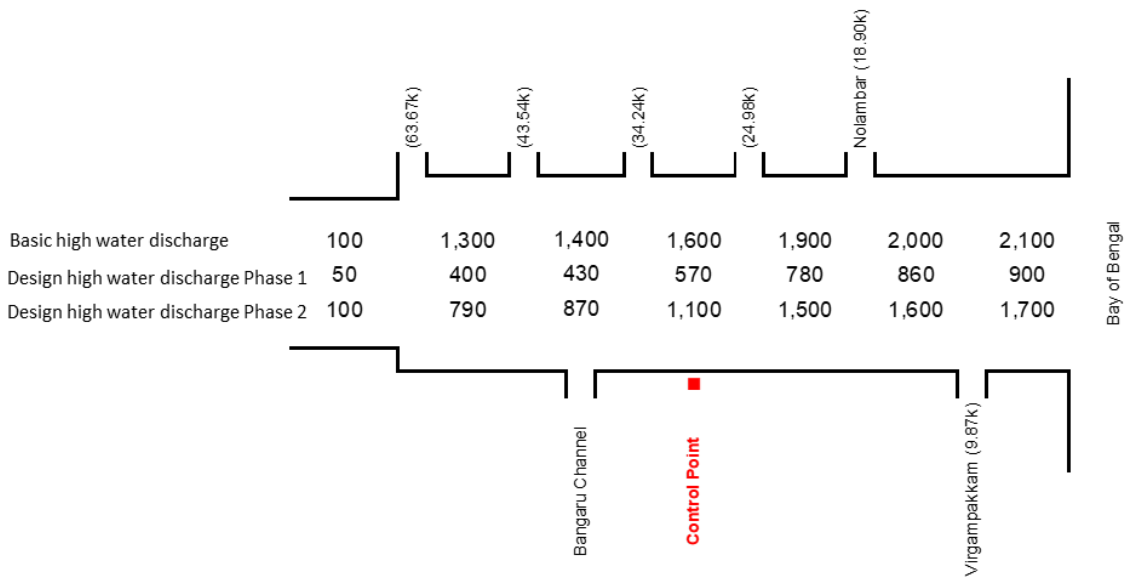 (63.67k)
(43.54k)
(34.24k)
(24.98k)
Nolambar (18.90k)
Basic high water discharge 100 1,300 1,400 1,600 1,900 2,000 2,100
Design high water discharge Phase 1 50 400 430 570 780 860 900
Design high water discharge Phase 2 100 790 870 1,100 1,500 1,600 1,700
Bay of Bengal
Bangaru Channel
Control Point
Virgampakkam (9.87k)